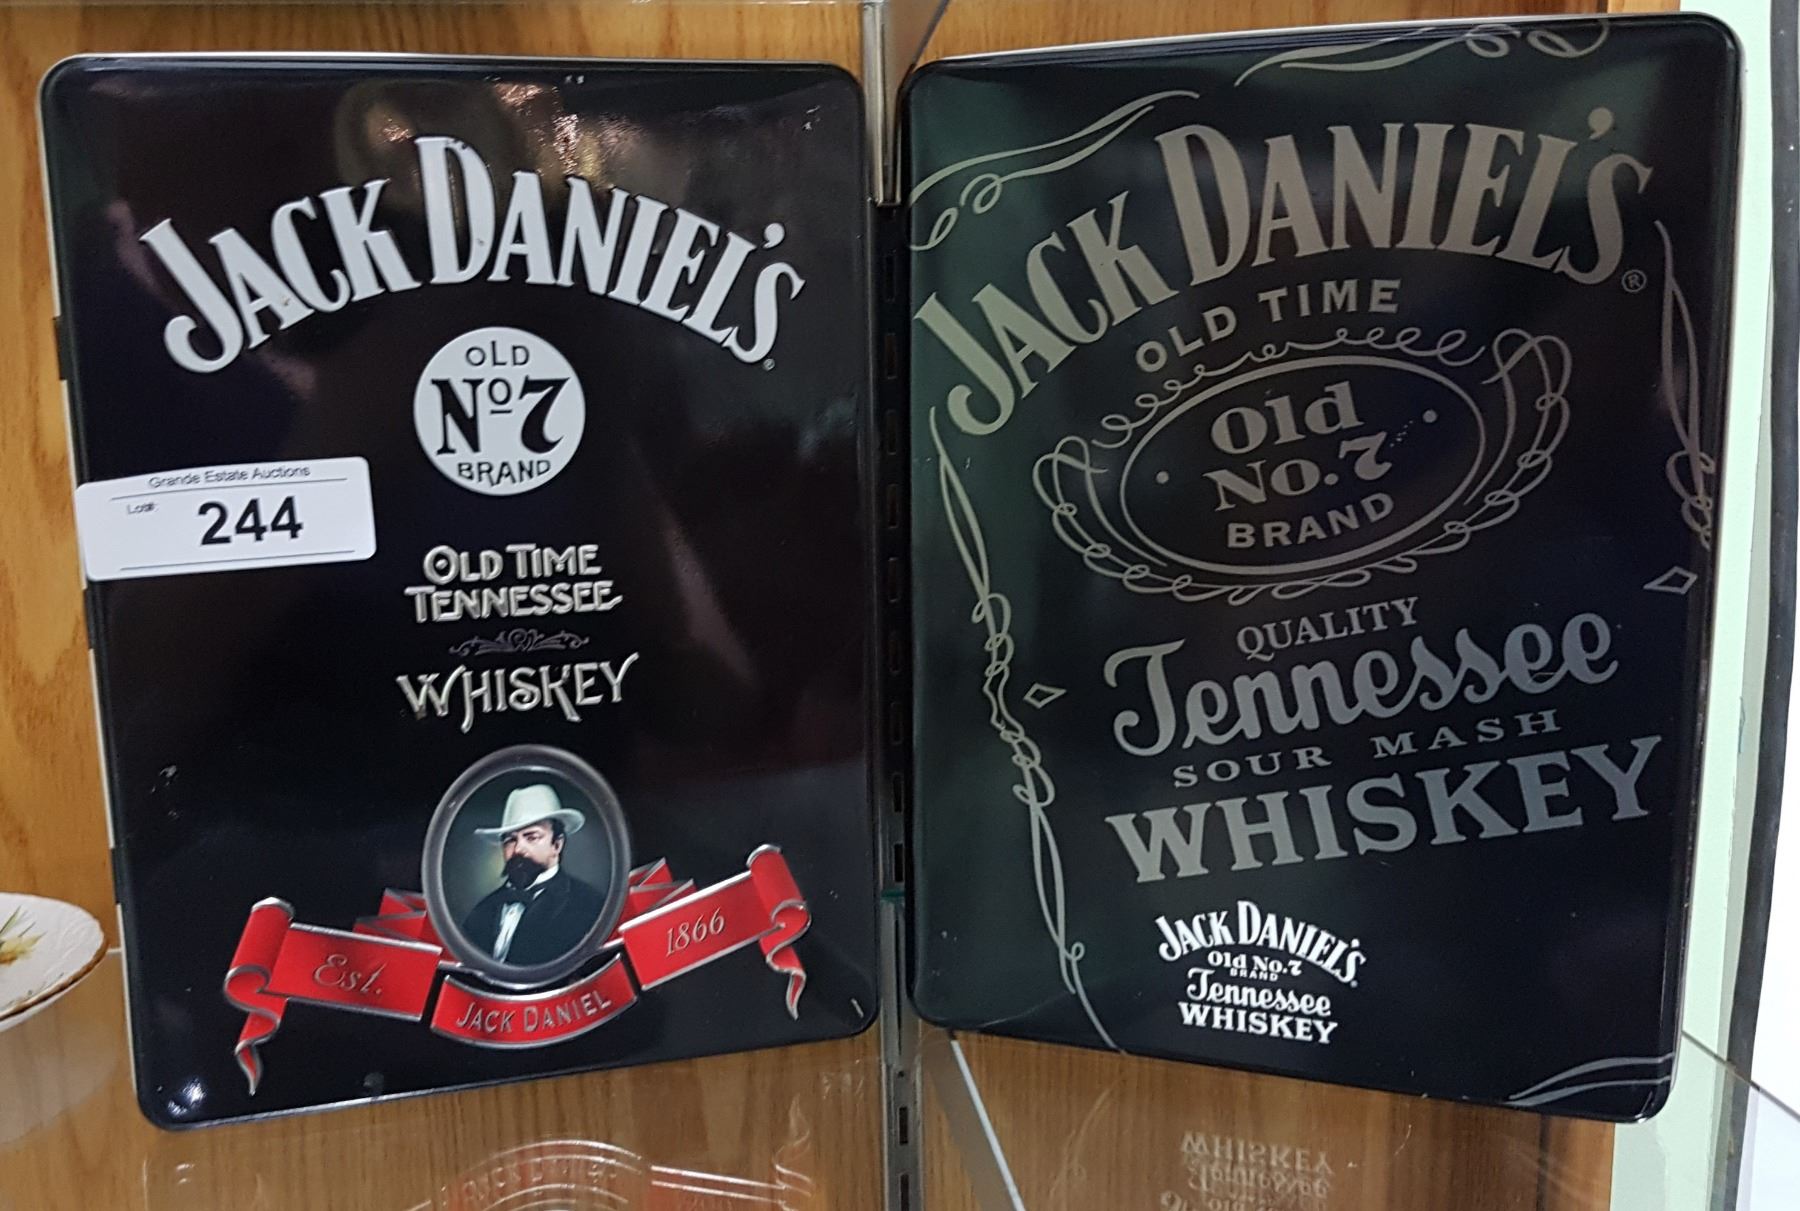 JACK DANIEL'S
OLD
Nº7
BRAND
Grande Estate Auctions
Lot#:
244
OLD TIME
TENNESSEE
WHISKEY
Est.
1866
JACK DANIEL
JACK DANIEL'S®
OLD TIME
Old
No.7
BRAND
QUALITY
Tennessee
SOUR MASH
WHISKEY
JACK DANIEL'S
Old No.7
BRAND
Tennessee
WHISKEY